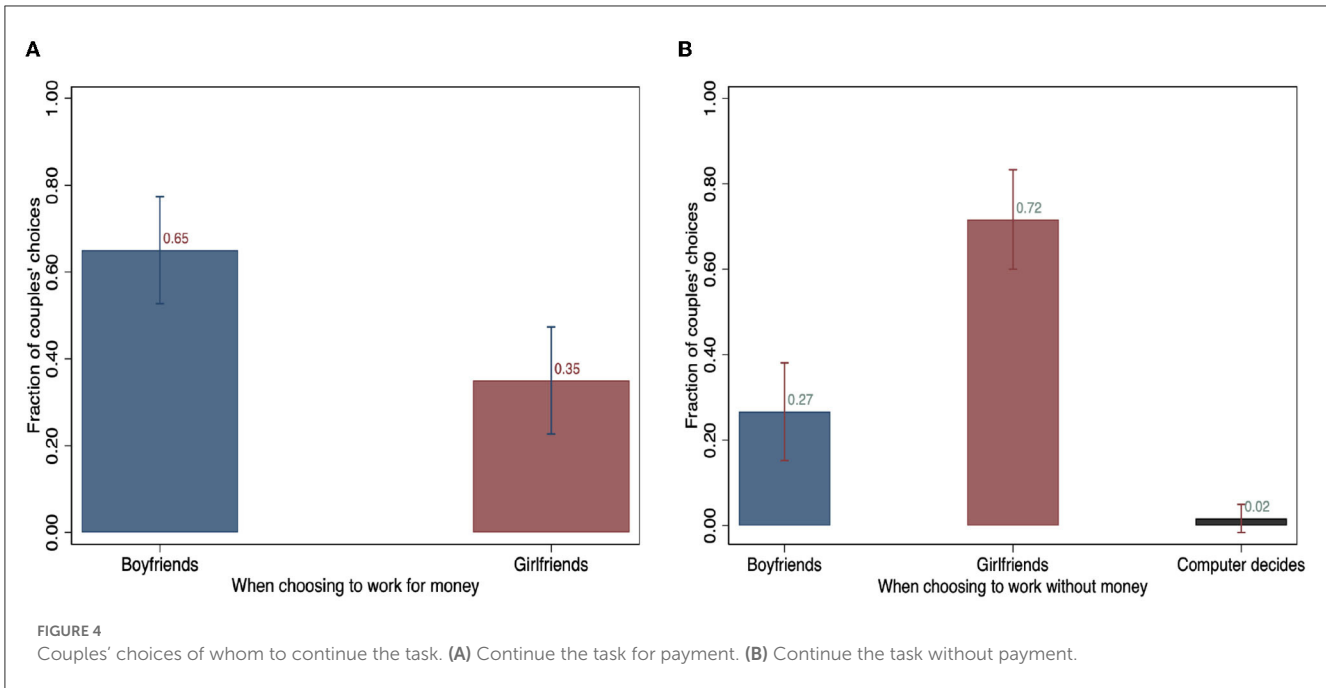 A
Fraction of couples' choices
1.00
0.80
0.60
0.40
0.20
0.00
0.65
0.35
Boyfriends
Girlfriends
When choosing to work for money
B
Fraction of couples' choices
1.00
0.80
0.60
0.40
0.20
0.00
0.27
0.72
0.02
Boyfriends
Girlfriends
Computer decides
When choosing to work without money
FIGURE 4
Couples' choices of whom to continue the task. (A) Continue the task for payment. (B) Continue the task without payment.